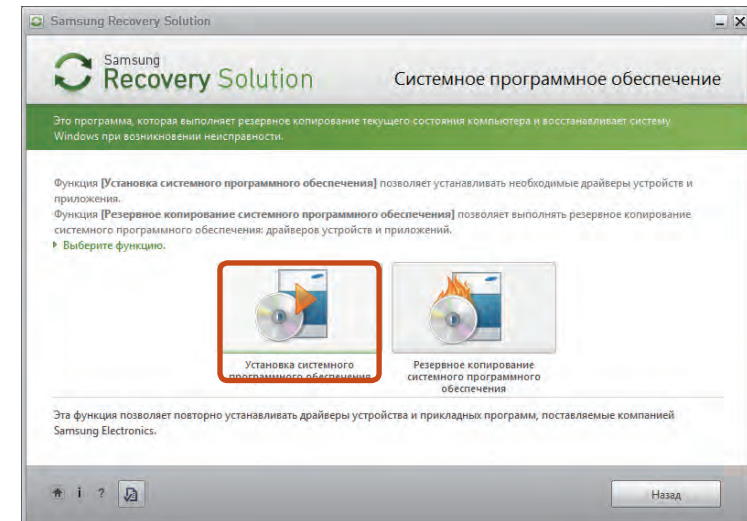 Samsung Recovery Solution
Samsung
Recovery Solution
Системное программное обеспечение
Это программа, которая выполняет резервное копирование текущего состояния компьютера и восстанавливает систему
Windows при возникновении неисправности.
Функция [Установка системного программного обеспечения] позволяет устанавливать необходимые драйверы устройств и
приложения.
Функция [Резервное копирование системного программного обеспечения] позволяет выполнять резервное копирование
системного программного обеспечения: драйверов устройств и приложений.
Выберите функцию.
Установка системного
программного обеспечения
Резервное копирование
системного программного
обеспечения
Эта функция позволяет повторно устанавливать драйверы устройства и прикладных программ, поставляемые компанией
Samsung Electronics.
i ?
Назад